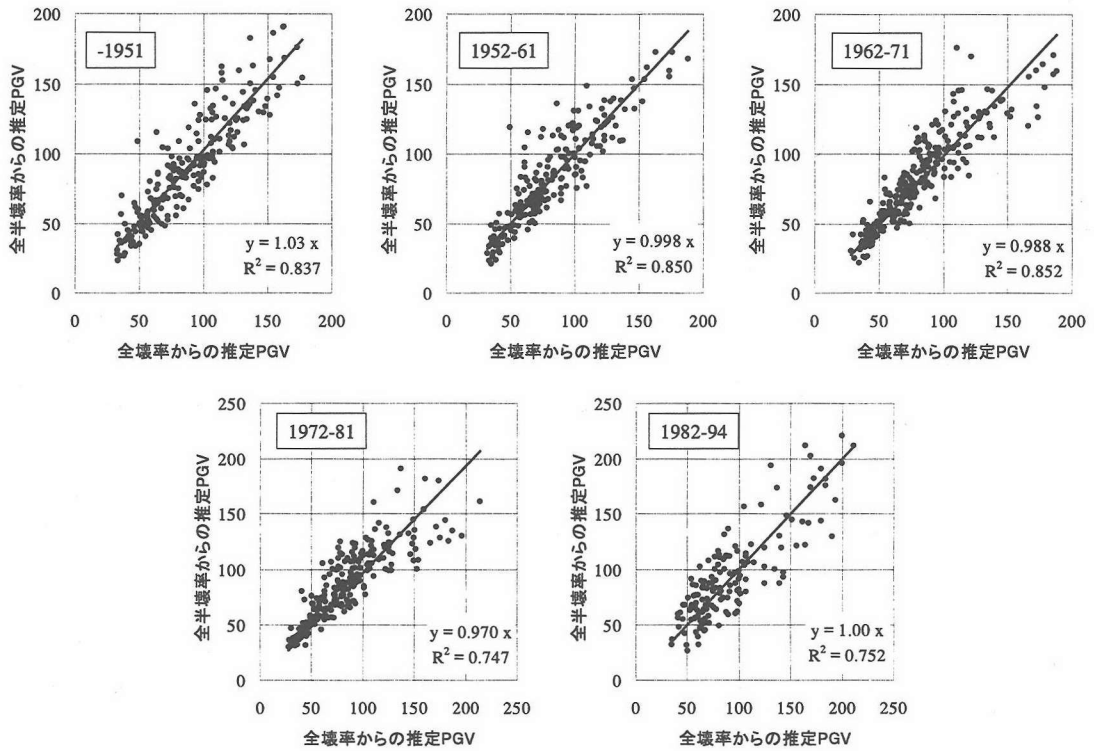 200
150
100
50
0
-1951
y = 1.03 x
R² = 0.837
0 50 100 150 200
全壊率からの推定PGV
全半壊率からの推定PGV
200
150
100
50
0
1952-61
y = 0.998 x
R² = 0.850
0 50 100 150 200
全壊率からの推定PGV
全半壊率からの推定PGV
200
150
100
50
0
1962-71
y = 0.988 x
R² = 0.852
0 50 100 150 200
全壊率からの推定PGV
全半壊率からの推定PGV
250
200
150
100
50
0
1972-81
y = 0.970 x
R² = 0.747
0 50 100 150 200 250
全壊率からの推定PGV
全半壊率からの推定PGV
250
200
150
100
50
0
1982-94
y = 1.00 x
R² = 0.752
0 50 100 150 200 250
全壊率からの推定PGV
全半壊率からの推定PGV